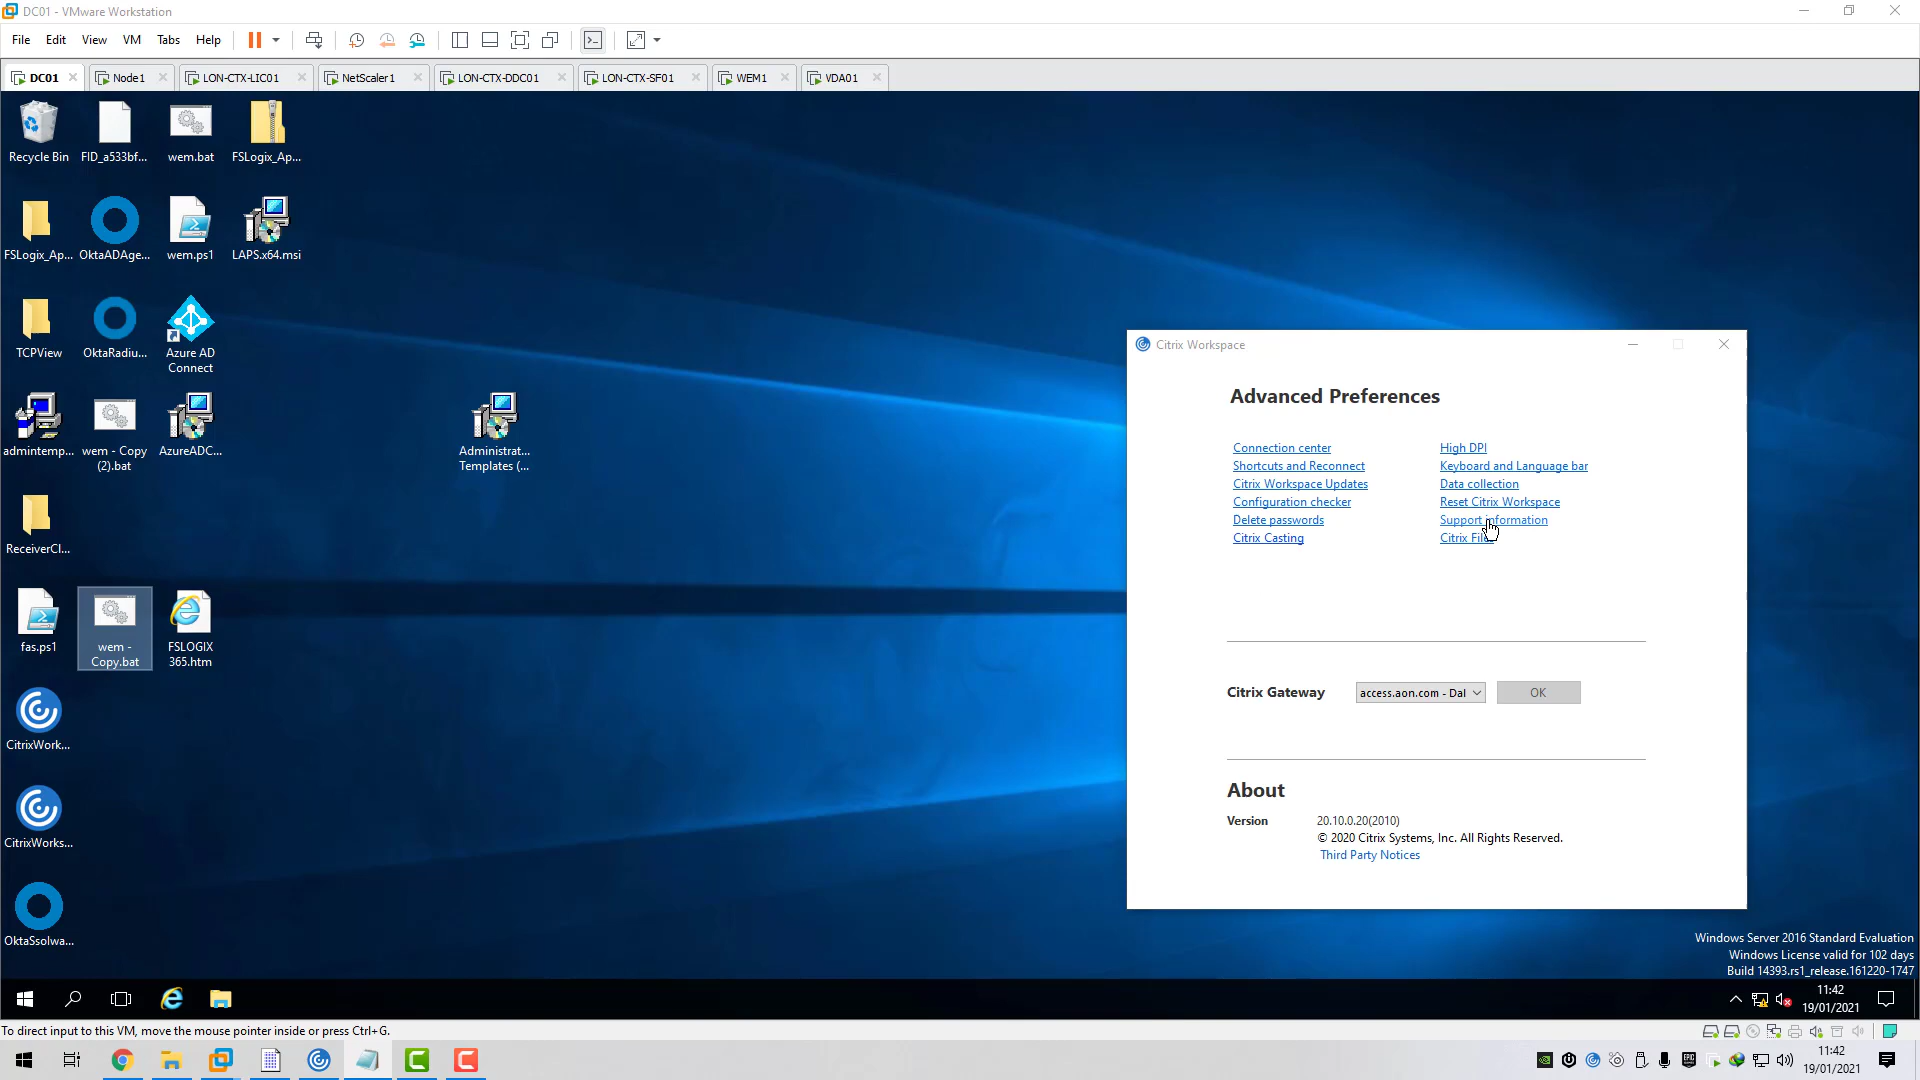 DC01 - VMware Workstation
File Edit View VM Tabs Help
DC01 Node1 LON-CTX-LIC01 NetScaler1 LON-CTX-DDC01 LON-CTX-SF01 WEM1 VDA01
Recycle Bin FID_a533bf... wem.bat FSLogix_Ap...
FSLogix_Ap... OktaADAge... wem.ps1 LAPS.x64.msi
TCPView OktaRadiu... Azure AD
Connect
admintemp... wem - Copy AzureADC... Administrat...
(2).bat Templates (...
ReceiverCl...
fas.ps1 wem - FSLOGIX
Copy.bat 365.htm
CitrixWork...
CitrixWorks...
OktaSsolwa...
Citrix Workspace
Advanced Preferences
Connection center High DPI
Shortcuts and Reconnect Keyboard and Language bar
Citrix Workspace Updates Data collection
Configuration checker Reset Citrix Workspace
Delete passwords Support information
Citrix Casting Citrix Files
Citrix Gateway access.aon.com - Dal OK
About
Version 20.10.0.20(2010)
© 2020 Citrix Systems, Inc. All Rights Reserved.
Third Party Notices
Windows Server 2016 Standard Evaluation
Windows License valid for 102 days
Build 14393.rs1_release.161220-1747
11:42
19/01/2021
To direct input to this VM, move the mouse pointer inside or press Ctrl+G.
11:42
19/01/2021